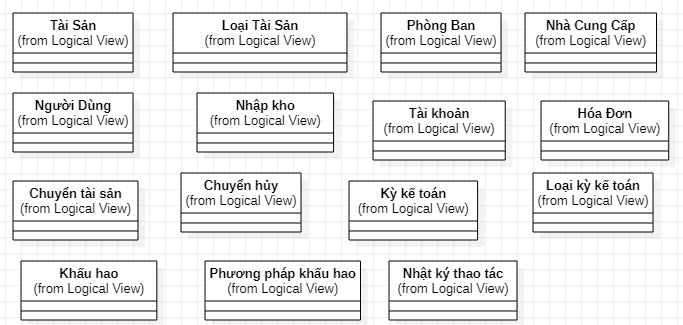 Tài Sản
(from Logical View)
Loại Tài Sản
(from Logical View)
Phòng Ban
(from Logical View)
Nhà Cung Cấp
(from Logical View)
Người Dùng
(from Logical View)
Nhập kho
(from Logical View)
Tài khoản
(from Logical View)
Hóa Đơn
(from Logical View)
Chuyển tài sản
(from Logical View)
Chuyển hủy
(from Logical View)
Kỳ kế toán
(from Logical View)
Loại kỳ kế toán
(from Logical View)
Khấu hao
(from Logical View)
Phương pháp khấu hao
(from Logical View)
Nhật ký thao tác
(from Logical View)